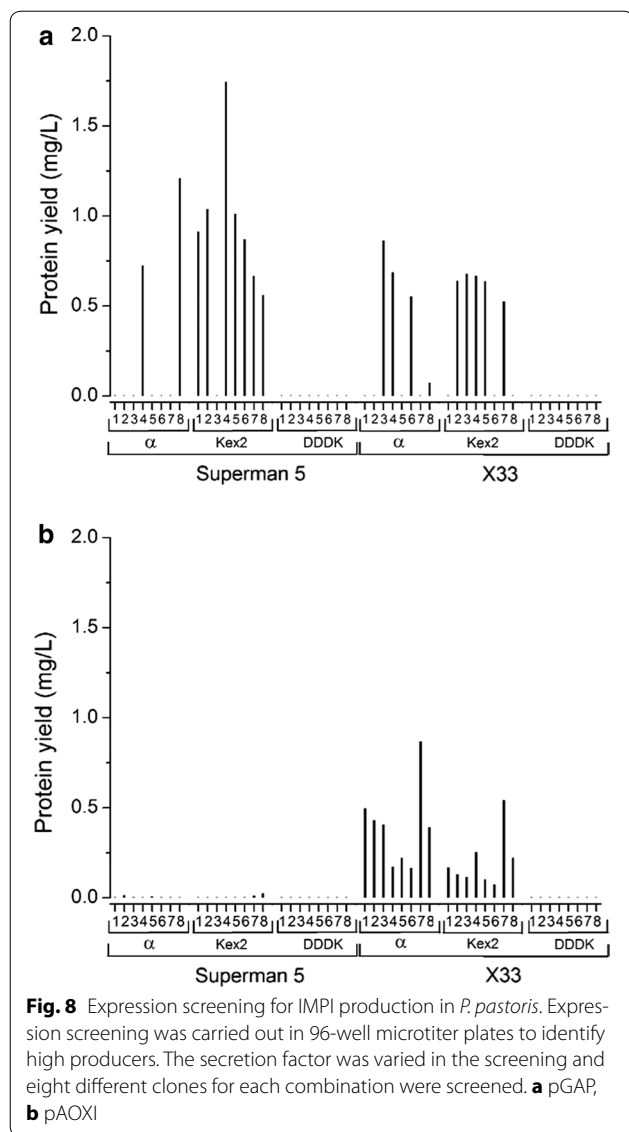 a
2.0
1.5
1.0
0.5
0.0
Protein yield (mg/L)
12345678 12345678 12345678 12345678 12345678 12345678
α Kex2 DDDK α Kex2 DDDK
Superman 5 X33
b
2.0
1.5
1.0
0.5
0.0
Protein yield (mg/L)
12345678 12345678 12345678 12345678 12345678 12345678
α Kex2 DDDK α Kex2 DDDK
Superman 5 X33
Fig. 8 Expression screening for IMPI production in P. pastoris. Expres-
sion screening was carried out in 96-well microtiter plates to identify
high producers. The secretion factor was varied in the screening and
eight different clones for each combination were screened. a pGAP,
b pAOXI